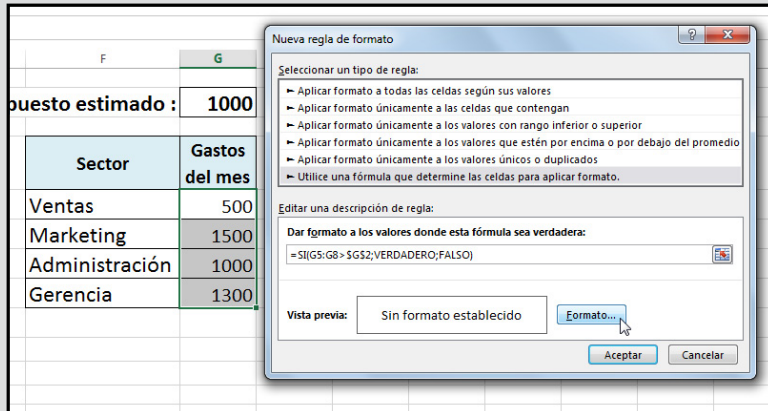 Nueva regla de formato
F
G
Seleccionar un tipo de regla:
► Aplicar formato a todas las celdas según sus valores
► Aplicar formato únicamente a las celdas que contengan
► Aplicar formato únicamente a los valores con rango inferior o superior
► Aplicar formato únicamente a los valores que estén por encima o por debajo del promedio
► Aplicar formato únicamente a los valores únicos o duplicados
► Utilice una fórmula que determine las celdas para aplicar formato.
puesto estimado : 1000
Sector
Gastos
del mes
Ventas 500
Marketing 1500
Administración 1000
Gerencia 1300
Editar una descripción de regla:
Dar formato a los valores donde esta fórmula sea verdadera:
=SI(G5:G8>$G$2;VERDADERO;FALSO)
Vista previa: Sin formato establecido Formato...
Aceptar Cancelar